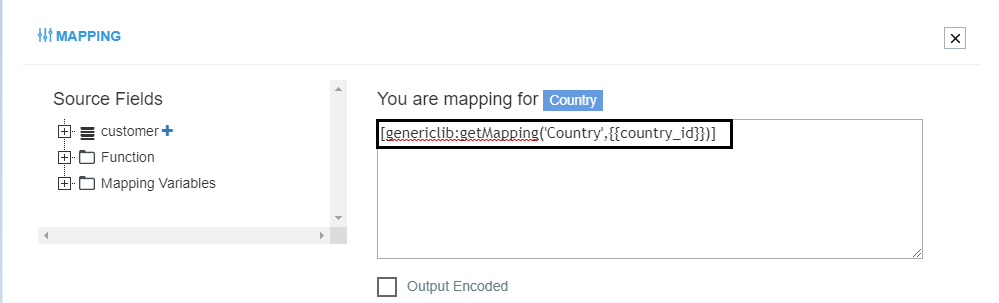 MAPPING
Source Fields
customer
Function
Mapping Variables
You are mapping for Country
[genericlib:getMapping('Country',{{country_id}})]
Output Encoded